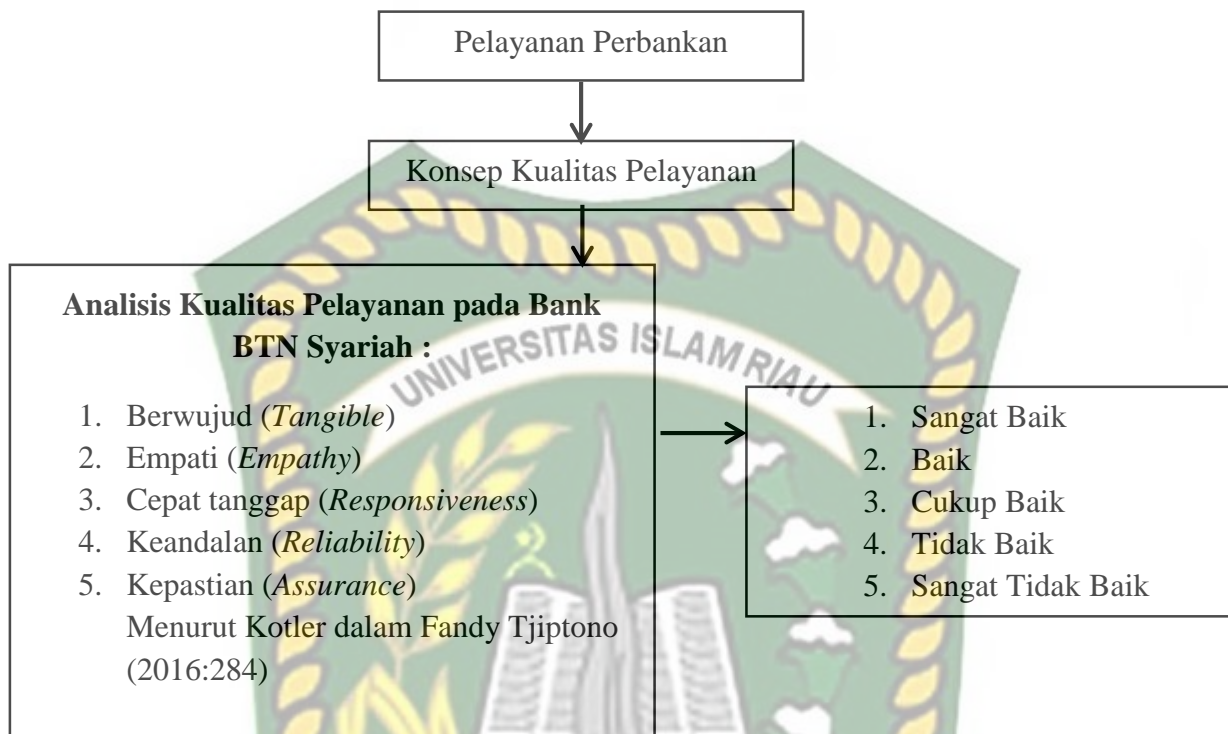 Pelayanan Perbankan
Konsep Kualitas Pelayanan
Analisis Kualitas Pelayanan pada Bank
BTN Syariah :
1. Berwujud (Tangible)
2. Empati (Empathy)
3. Cepat tanggap (Responsiveness)
4. Keandalan (Reliability)
5. Kepastian (Assurance)
Menurut Kotler dalam Fandy Tjiptono
(2016:284)
UNIVERSITAS ISLAM RIAU
1. Sangat Baik
2. Baik
3. Cukup Baik
4. Tidak Baik
5. Sangat Tidak Baik